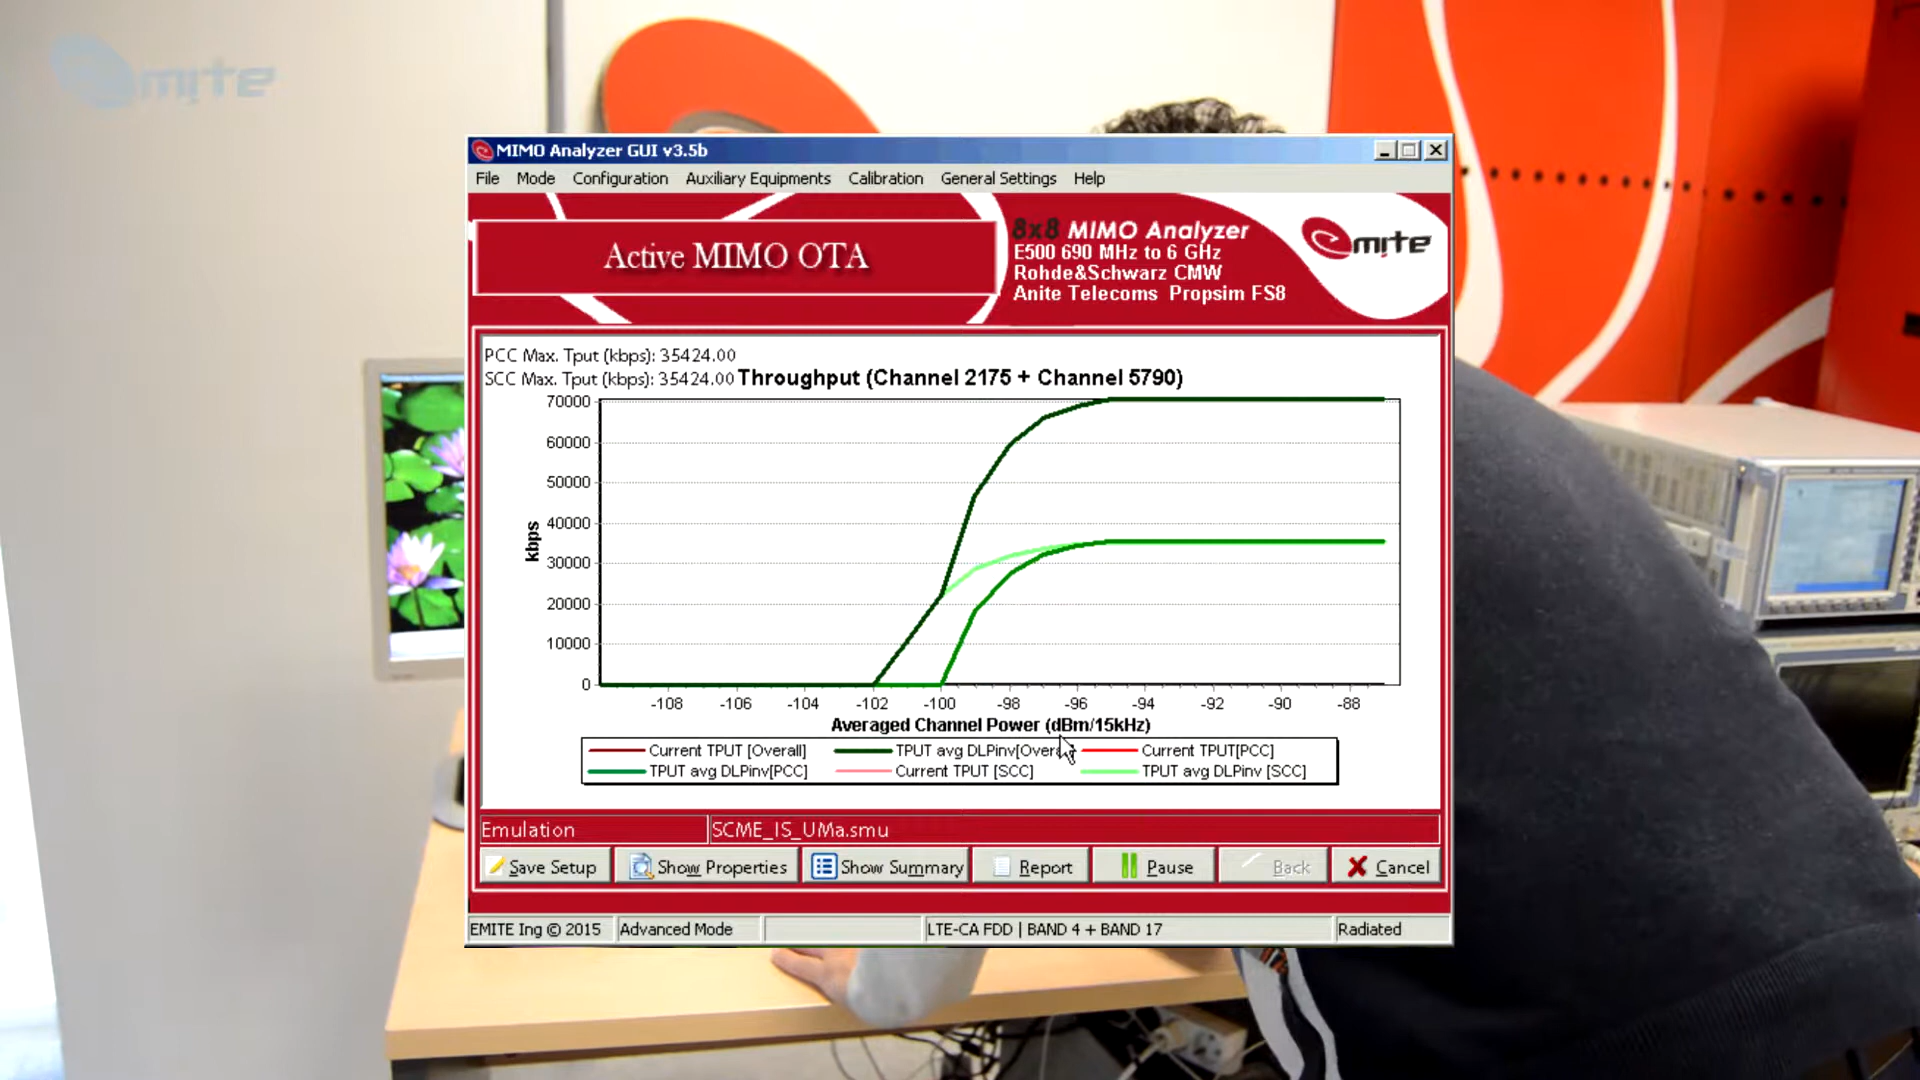 mite
MIMO Analyzer GUI v3.5b
File Mode Configuration Auxiliary Equipments Calibration General Settings Help
Active MIMO OTA
8x8 MIMO Analyzer
E500 690 MHz to 6 GHz
Rohde&Schwarz CMW
Anite Telecoms Propsim FS8
emite
PCC Max. Tput (kbps): 35424.00
SCC Max. Tput (kbps): 35424.00
Throughput (Channel 2175 + Channel 5790)
70000
60000
50000
40000
30000
20000
10000
0
kbps
-108 -106 -104 -102 -100 -98 -96 -94 -92 -90 -88
Averaged Channel Power (dBm/15kHz)
Current TPUT [Overall] TPUT avg DLPinv[Over Current TPUT[PCC]
TPUT avg DLPinv[PCC] Current TPUT [SCC] TPUT avg DLPinv [SCC]
Emulation SCME_IS_UMa.smu
Save Setup Show Properties Show Summary Report Pause Back Cancel
EMITE Ing © 2015 Advanced Mode LTE-CA FDD | BAND 4 + BAND 17 Radiated